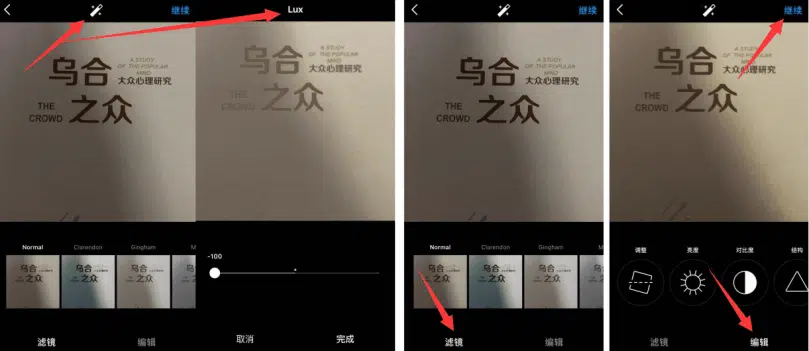 继续
乌合
之众
A STUDY
OF THE POPULAR
MIND
大众心理研究
THE
CROWD
Normal
Clarendon
Gingham
M
滤镜
编辑
Lux
乌合
之众
A STUDY
OF THE POPULAR
MIND
大众心理研究
THE
CROWD
-100
取消
完成
继续
乌合
之众
A STUDY
OF THE POPULAR
MIND
大众心理研究
THE
CROWD
Normal
Clarendon
Gingham
M
滤镜
编辑
继续
乌合
之众
A STUDY
OF THE POPULAR
MIND
大众心理研究
THE
CROWD
调整
亮度
对比度
结构
滤镜
编辑